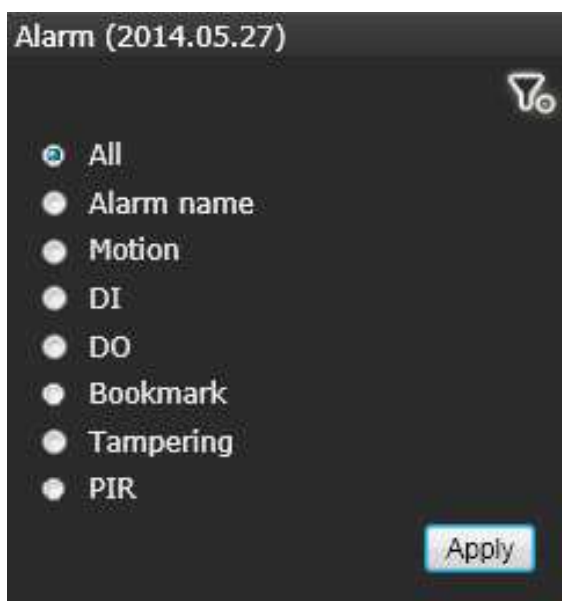 Alarm (2014.05.27)
All
Alarm name
Motion
DI
DO
Bookmark
Tampering
PIR
Apply